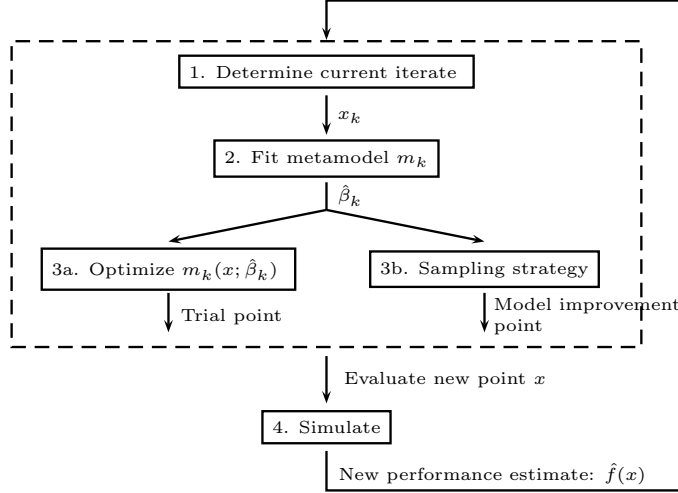 1. Determine current iterate
x_k
2. Fit metamodel m_k
β̂_k
3a. Optimize m_k(x; β̂_k)
3b. Sampling strategy
Trial point
Model improvement
point
Evaluate new point x
4. Simulate
New performance estimate: f̂(x)